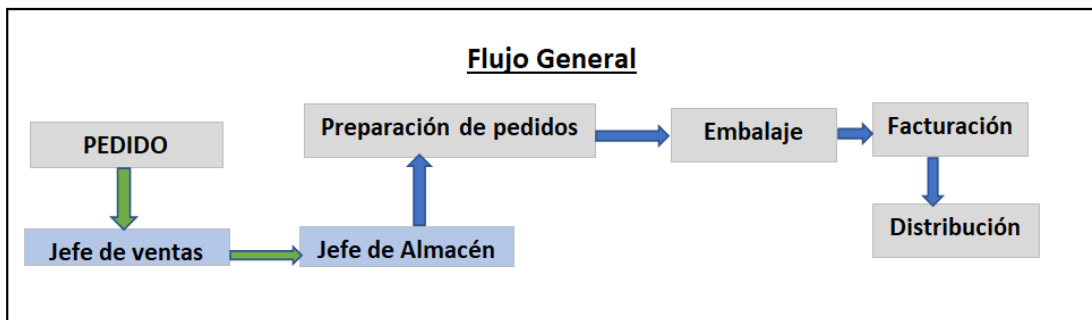 Flujo General
PEDIDO
Jefe de ventas
Jefe de Almacén
Preparación de pedidos
Embalaje
Facturación
Distribución